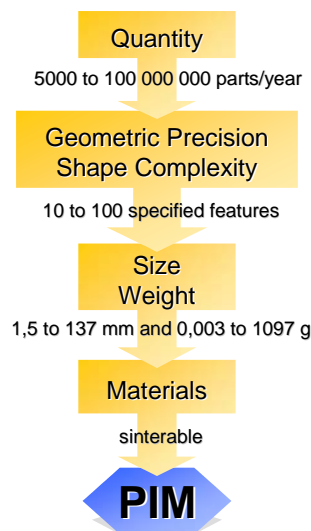 Quantity
5000 to 100 000 000 parts/year
Geometric Precision
Shape Complexity
10 to 100 specified features
Size
Weight
1,5 to 137 mm and 0,003 to 1097 g
Materials
sinterable
PIM